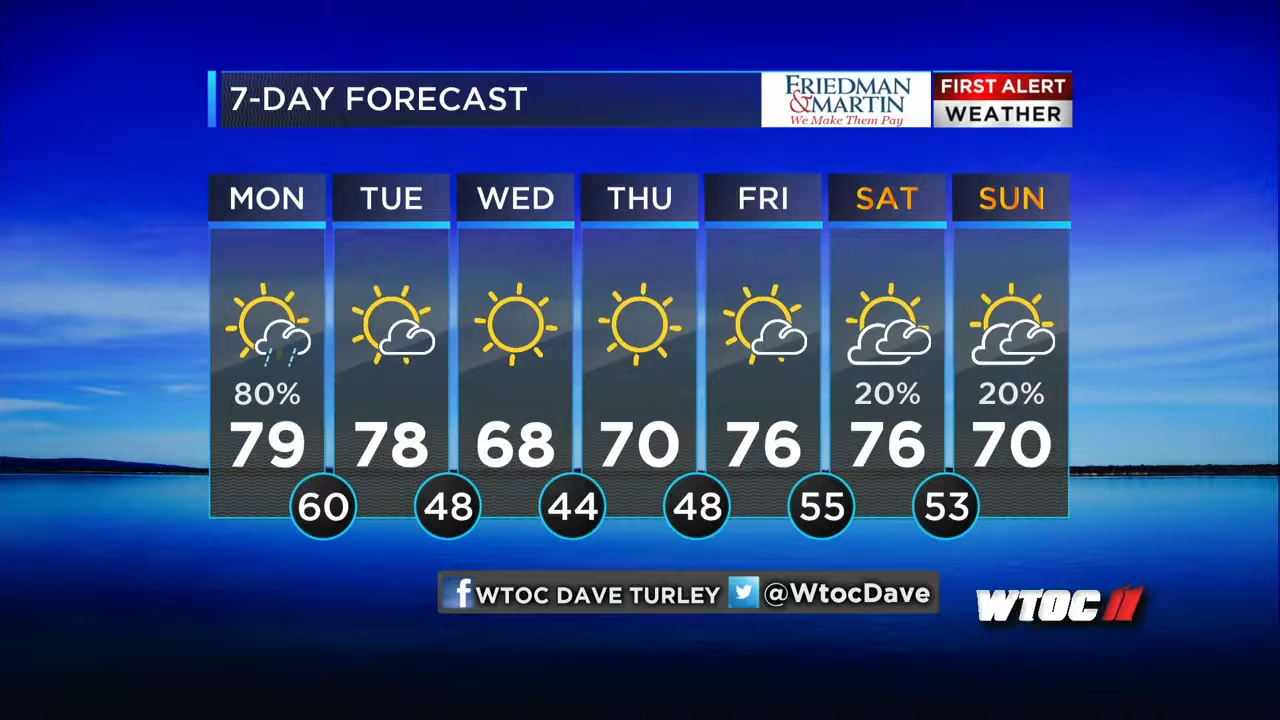 7-DAY FORECAST
FRIEDMAN
&MARTIN
We Make Them Pay
FIRST ALERT
WEATHER
MON TUE WED THU FRI SAT SUN
80% 20% 20%
79 78 68 70 76 76 70
60 48 44 48 55 53
f WTOC DAVE TURLEY @WtocDave
WTOC 11